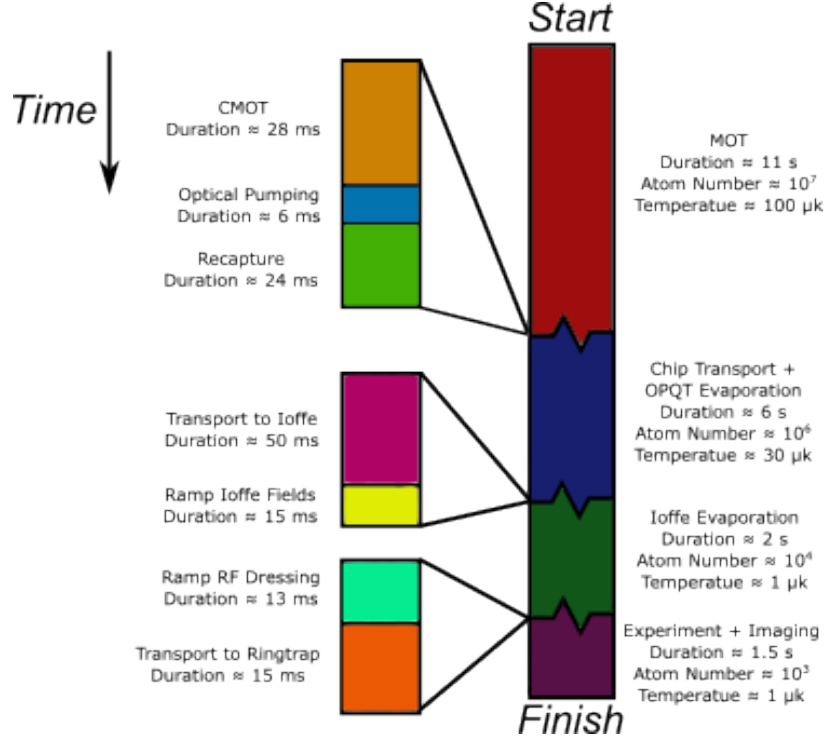 Start
Time
CMOT
Duration ≈ 28 ms
Optical Pumping
Duration ≈ 6 ms
Recapture
Duration ≈ 24 ms
MOT
Duration ≈ 11 s
Atom Number ≈ 10⁷
Temperatue ≈ 100 µk
Transport to Ioffe
Duration ≈ 50 ms
Ramp Ioffe Fields
Duration ≈ 15 ms
Chip Transport +
OPQT Evaporation
Duration ≈ 6 s
Atom Number ≈ 10⁶
Temperatue ≈ 30 µk
Ioffe Evaporation
Duration ≈ 2 s
Atom Number ≈ 10⁴
Temperatue ≈ 1 µk
Ramp RF Dressing
Duration ≈ 13 ms
Transport to Ringtrap
Duration ≈ 15 ms
Experiment + Imaging
Duration ≈ 1.5 s
Atom Number ≈ 10³
Temperatue ≈ 1 µk
Finish